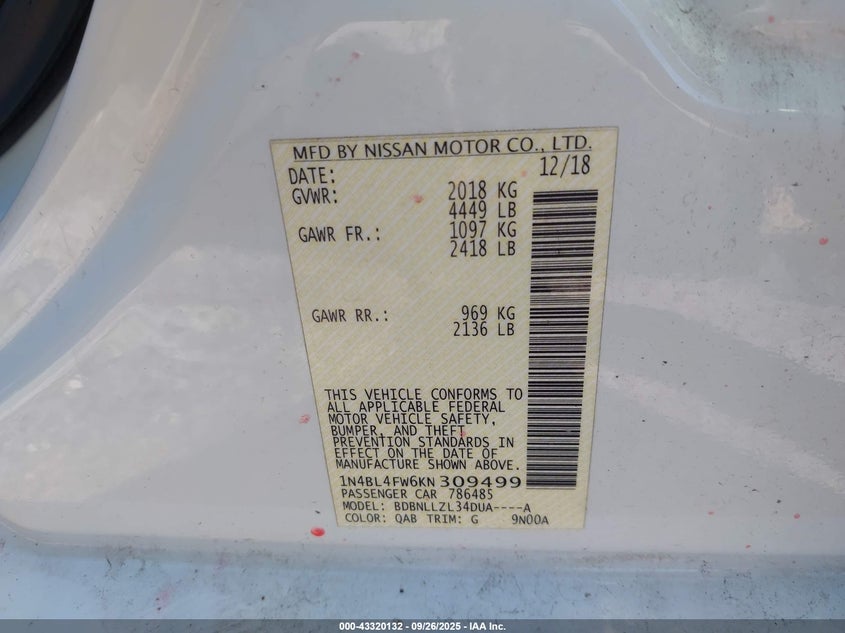 MFD BY NISSAN MOTOR CO., LTD.
DATE: 12/18
GVWR: 2018 KG
4449 LB
GAWR FR.: 1097 KG
2418 LB
GAWR RR.: 969 KG
2136 LB
THIS VEHICLE CONFORMS TO
ALL APPLICABLE FEDERAL
MOTOR VEHICLE SAFETY,
BUMPER, AND THEFT
PREVENTION STANDARDS IN
EFFECT ON THE DATE OF
MANUFACTURE SHOWN ABOVE.
1N4BL4FW6KN309499
PASSENGER CAR 786485
MODEL: BDBNLLZL34DUA----A
COLOR: QAB TRIM: G 9N00A
000-43320132 - 09/26/2025 - IAA Inc.